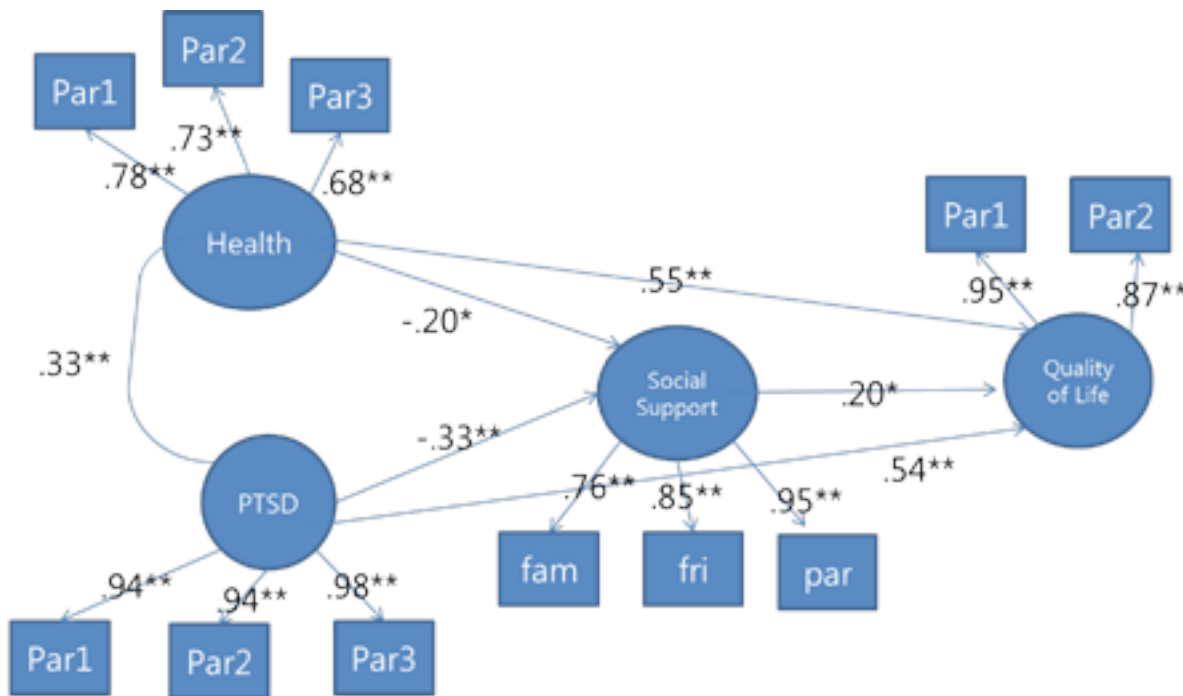 Par2
Par1
Par3
.73**
.78**
.68**
Health
Par1
Par2
.95**
.87**
.55**
-.20*
.33**
Social
Support
.20*
Quality
of Life
-.33**
.54**
PTSD
.76**
.85**
.95**
fam
fri
par
.94**
.94**
.98**
Par1
Par2
Par3